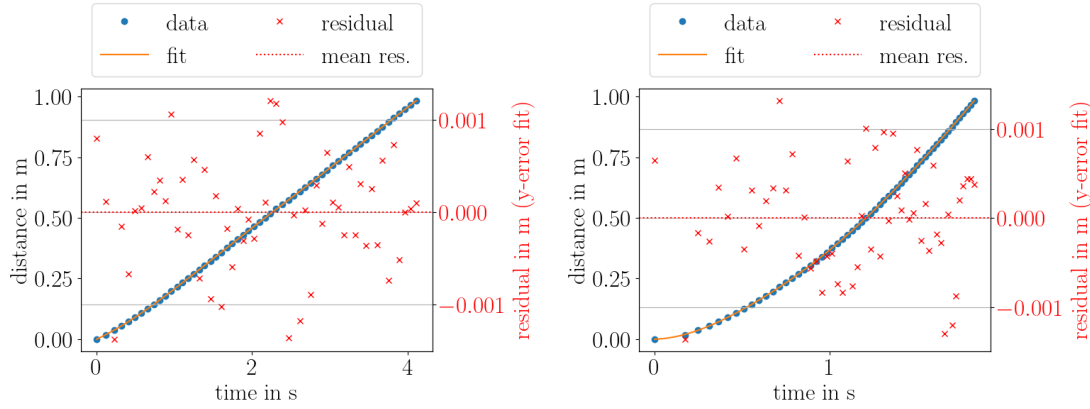 data
residual
fit
mean res.
1.00
0.75
0.50
0.25
0.00
distance in m
0
2
4
time in s
0.001
0.000
−0.001
residual in m (y-error fit)
data
residual
fit
mean res.
1.00
0.75
0.50
0.25
0.00
distance in m
0
1
time in s
0.001
0.000
−0.001
residual in m (y-error fit)